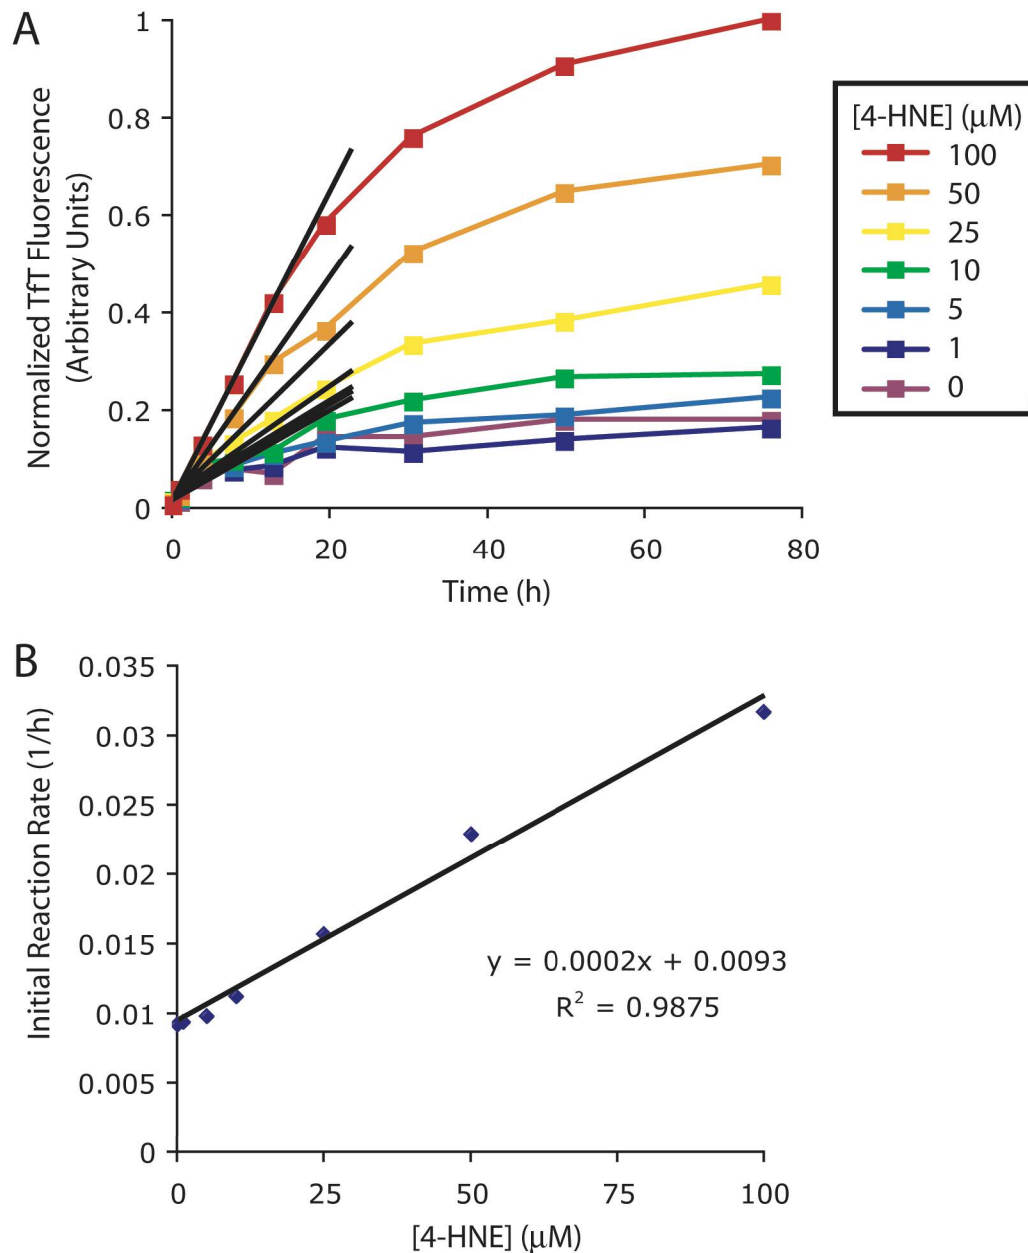 A
Normalized TfT Fluorescence
(Arbitrary Units)
1
0.8
0.6
0.4
0.2
0
0 20 40 60 80
Time (h)
[4-HNE] (μM)
100
50
25
10
5
1
0
B
Initial Reaction Rate (1/h)
0.035
0.03
0.025
0.02
0.015
0.01
0.005
0
y = 0.0002x + 0.0093
R² = 0.9875
0 25 50 75 100
[4-HNE] (μM)